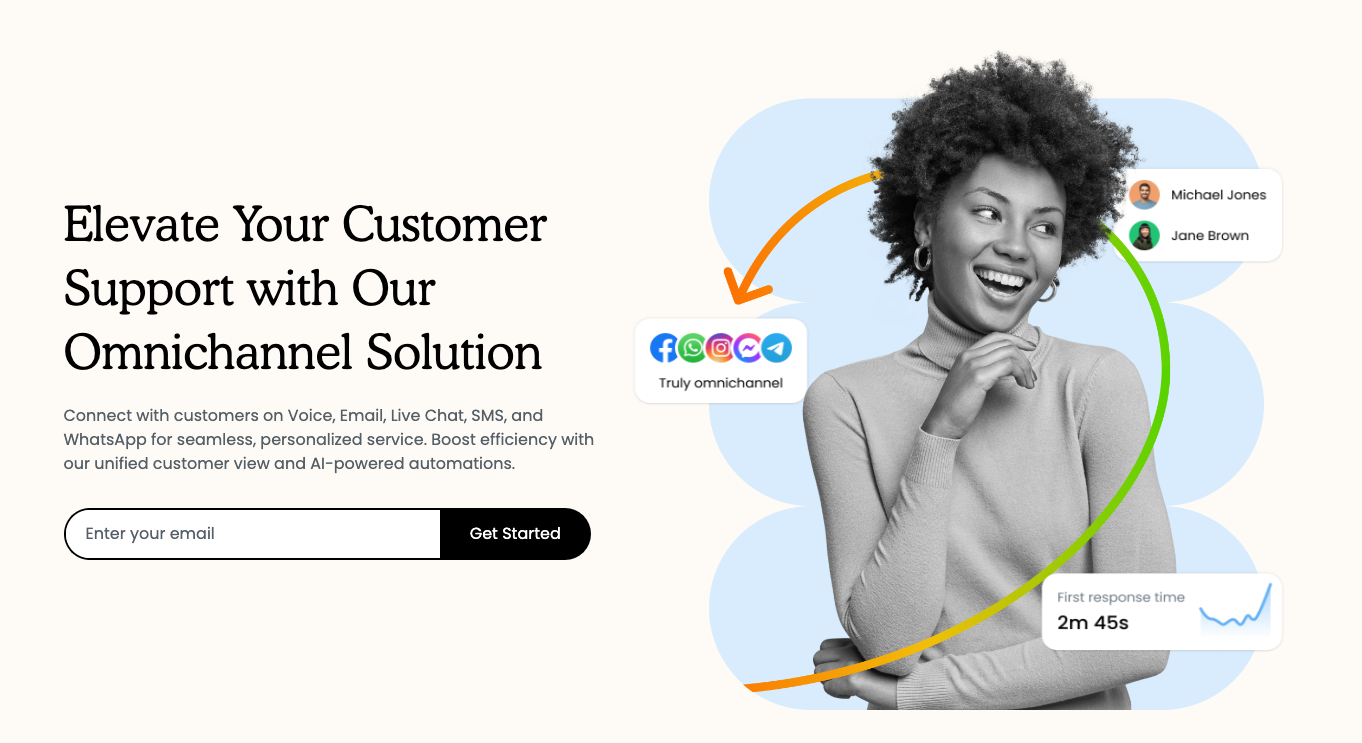 Elevate Your Customer
Support with Our
Omnichannel Solution
Connect with customers on Voice, Email, Live Chat, SMS, and
WhatsApp for seamless, personalized service. Boost efficiency with
our unified customer view and AI-powered automations.
Enter your email
Get Started
Michael Jones
Jane Brown
Truly omnichannel
First response time
2m 45s